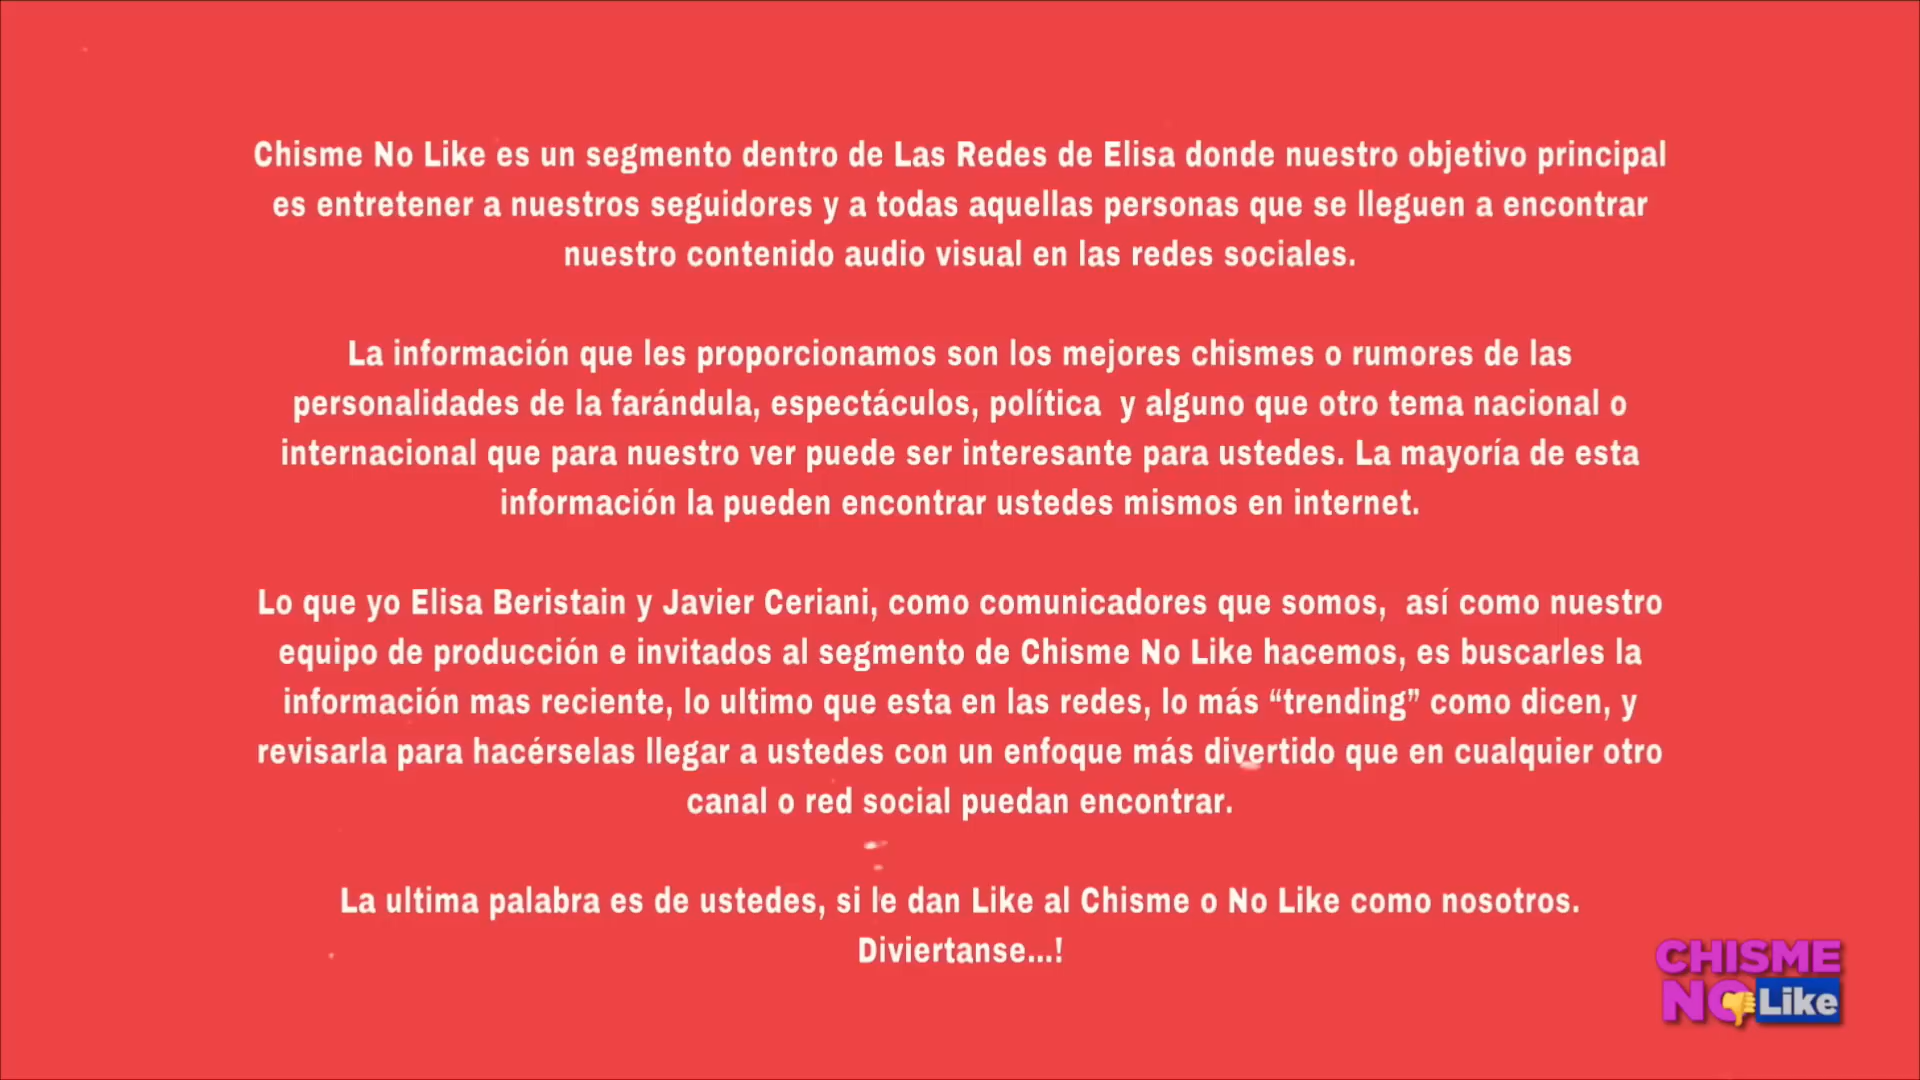 Chisme No Like es un segmento dentro de Las Redes de Elisa donde nuestro objetivo principal
es entretener a nuestros seguidores y a todas aquellas personas que se lleguen a encontrar
nuestro contenido audio visual en las redes sociales.
La información que les proporcionamos son los mejores chismes o rumores de las
personalidades de la farándula, espectáculos, política y alguno que otro tema nacional o
internacional que para nuestro ver puede ser interesante para ustedes. La mayoría de esta
información la pueden encontrar ustedes mismos en internet.
Lo que yo Elisa Beristain y Javier Ceriani, como comunicadores que somos, así como nuestro
equipo de producción e invitados al segmento de Chisme No Like hacemos, es buscarles la
información mas reciente, lo ultimo que esta en las redes, lo más “trending” como dicen, y
revisarla para hacérselas llegar a ustedes con un enfoque más divertido que en cualquier otro
canal o red social puedan encontrar.
La ultima palabra es de ustedes, si le dan Like al Chisme o No Like como nosotros.
Diviertanse...!
CHISME
NO Like